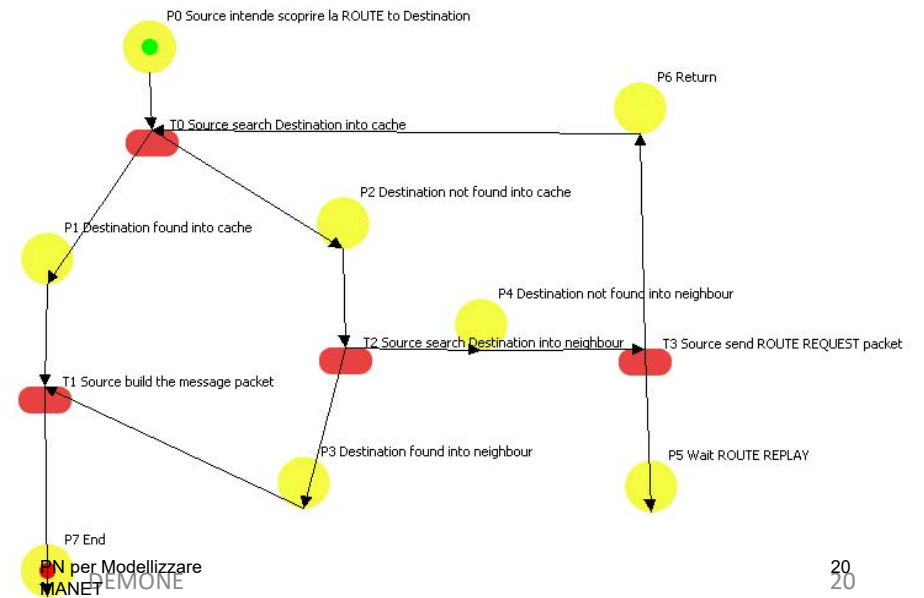 P0 Source intende scoprire la ROUTE to Destination
P6 Return
T0 Source search Destination into cache
P2 Destination not found into cache
P1 Destination found into cache
P4 Destination not found into neighbour
T2 Source search Destination into neighbour
T3 Source send ROUTE REQUEST packet
T1 Source build the message packet
P3 Destination found into neighbour
P5 Wait ROUTE REPLAY
P7 End
PN per Modellizzare
MANET
DEMONE
20
20